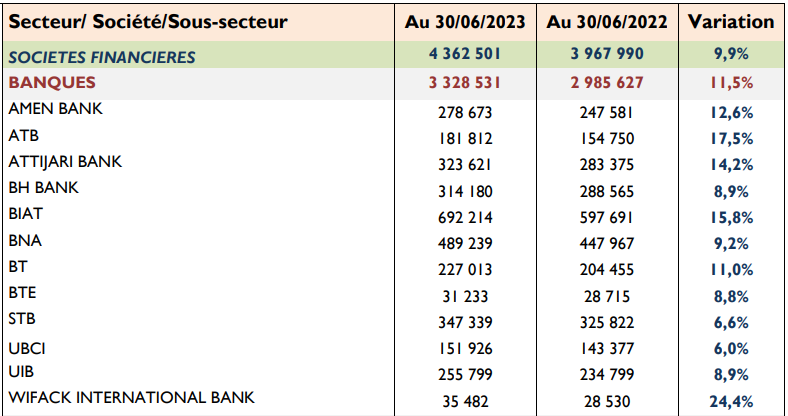 Secteur/ Société/Sous-secteur Au 30/06/2023 Au 30/06/2022 Variation
SOCIETES FINANCIERES 4 362 501 3 967 990 9,9%
BANQUES 3 328 531 2 985 627 11,5%
AMEN BANK 278 673 247 581 12,6%
ATB 181 812 154 750 17,5%
ATTIJARI BANK 323 621 283 375 14,2%
BH BANK 314 180 288 565 8,9%
BIAT 692 214 597 691 15,8%
BNA 489 239 447 967 9,2%
BT 227 013 204 455 11,0%
BTE 31 233 28 715 8,8%
STB 347 339 325 822 6,6%
UBCI 151 926 143 377 6,0%
UIB 255 799 234 799 8,9%
WIFACK INTERNATIONAL BANK 35 482 28 530 24,4%